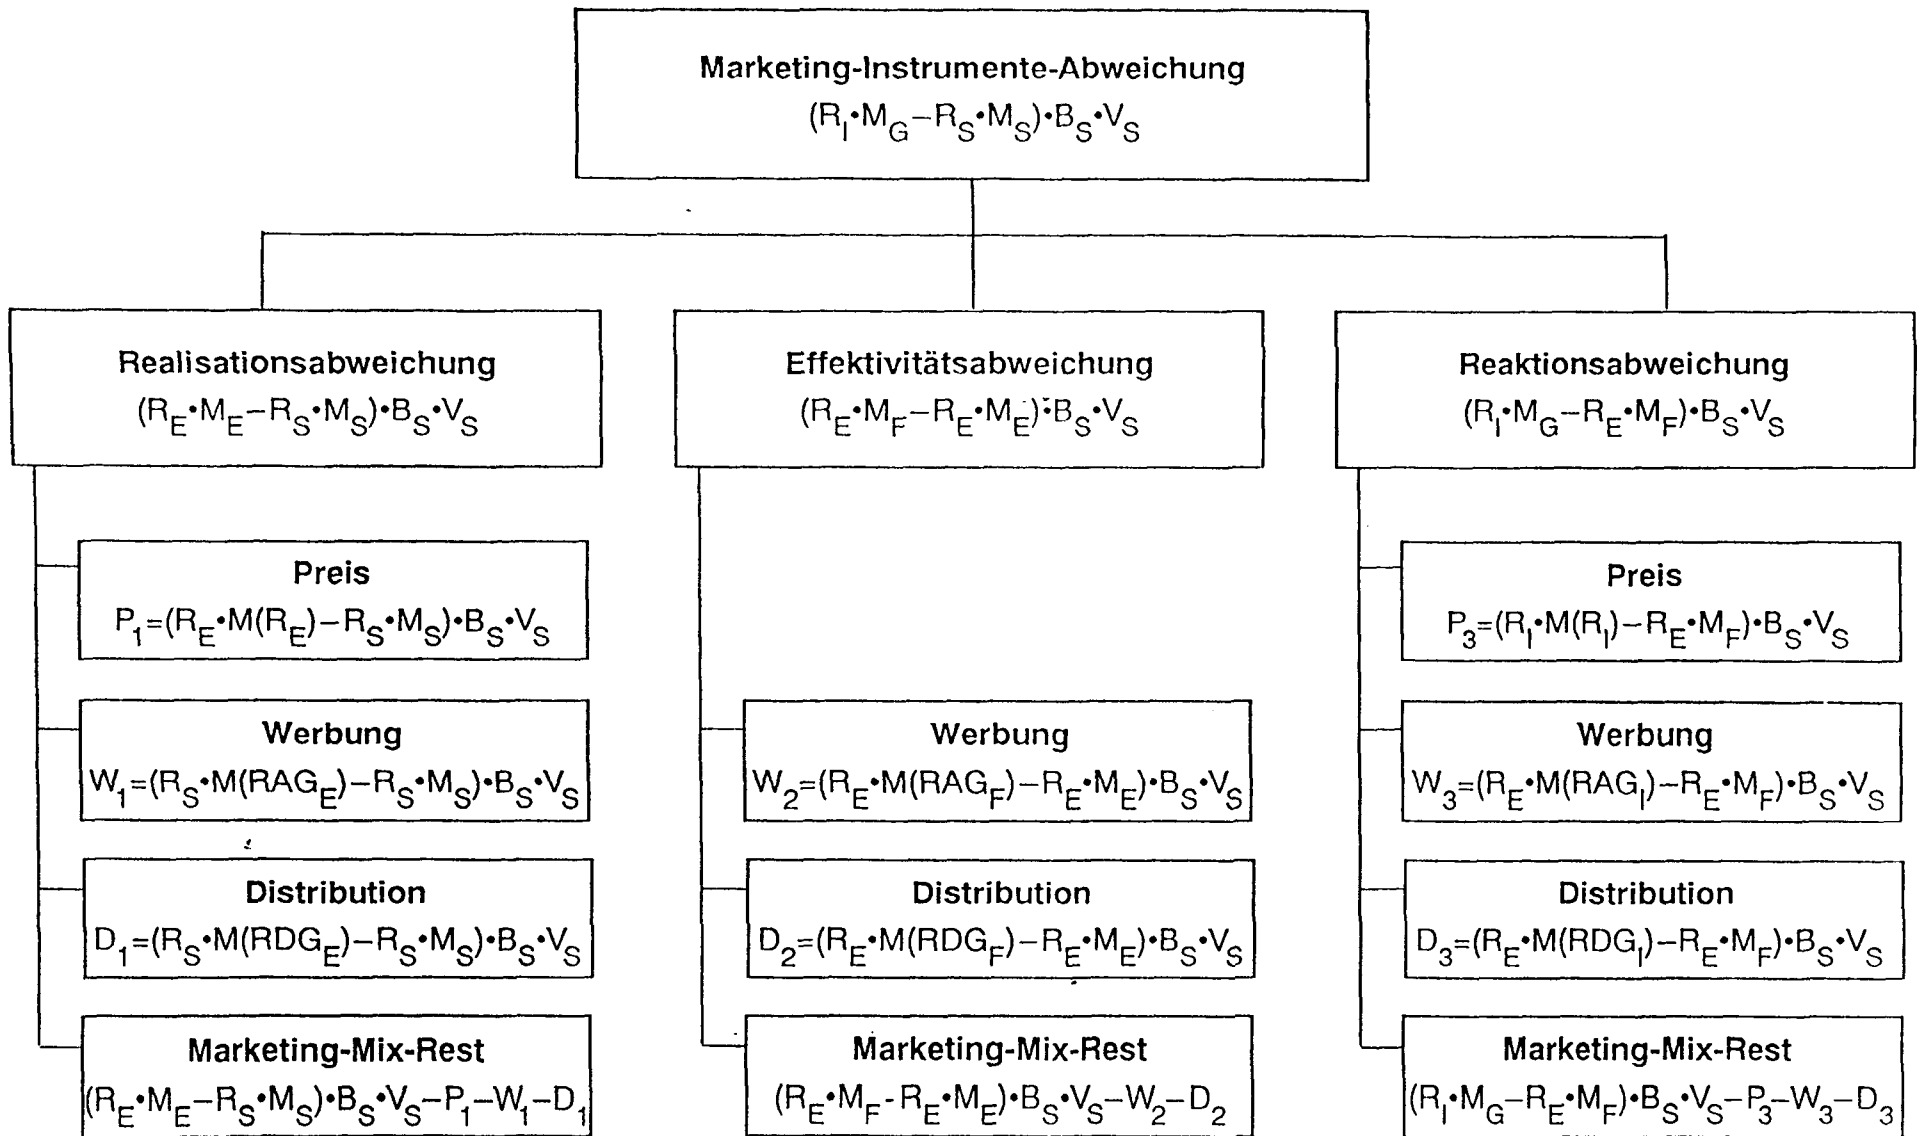 Marketing-Instrumente-Abweichung
(R_I•M_G–R_S•M_S)•B_S•V_S
Realisationsabweichung
(R_E•M_E–R_S•M_S)•B_S•V_S
Effektivitätsabweichung
(R_E•M_F–R_E•M_E)•B_S•V_S
Reaktionsabweichung
(R_I•M_G–R_E•M_F)•B_S•V_S
Preis
P_1=(R_E•M(R_E)–R_S•M_S)•B_S•V_S
Werbung
W_1=(R_S•M(RAG_E)–R_S•M_S)•B_S•V_S
Distribution
D_1=(R_S•M(RDG_E)–R_S•M_S)•B_S•V_S
Marketing-Mix-Rest
(R_E•M_E–R_S•M_S)•B_S•V_S–P_1–W_1–D_1
Werbung
W_2=(R_E•M(RAG_F)–R_E•M_E)•B_S•V_S
Distribution
D_2=(R_E•M(RDG_F)–R_E•M_E)•B_S•V_S
Marketing-Mix-Rest
(R_E•M_F-R_E•M_E)•B_S•V_S–W_2–D_2
Preis
P_3=(R_I•M(R_I)–R_E•M_F)•B_S•V_S
Werbung
W_3=(R_E•M(RAG_I)–R_E•M_F)•B_S•V_S
Distribution
D_3=(R_E•M(RDG_I)–R_E•M_F)•B_S•V_S
Marketing-Mix-Rest
(R_I•M_G–R_E•M_F)•B_S•V_S–P_3–W_3–D_3